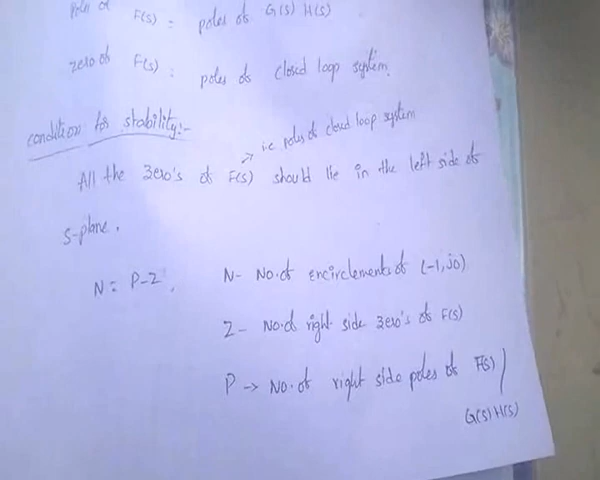 Poles of F(s) = poles of G(s) H(s)
zero of F(s) = poles of closed loop system.
condition for stability:-
i.e poles of cloud loop system
All the zero's of F(s) should lie in the left side of
s-plane.
N = P-Z, N- No.of encirclements of (-1, j0)
Z - No.of right side zero's of F(s)
P → No. of right side poles of F(s) /
G(s) H(s)